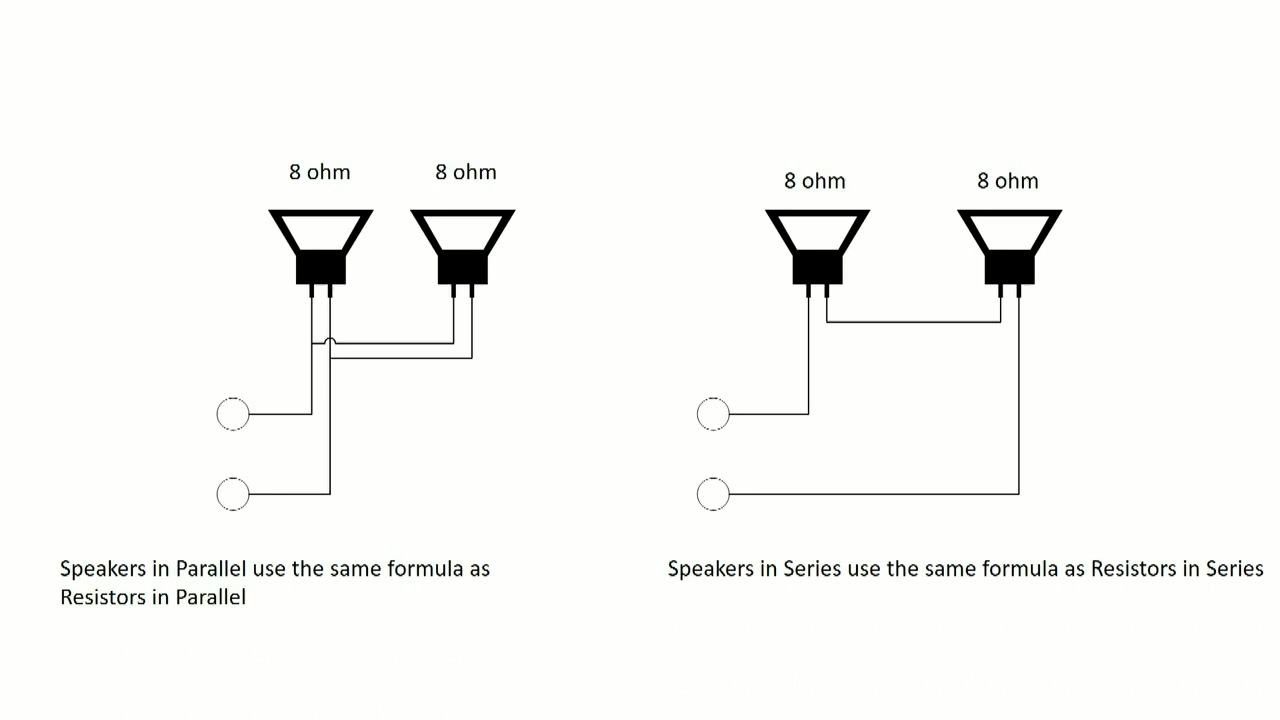 8 ohm
8 ohm
8 ohm
8 ohm
Speakers in Parallel use the same formula as
Resistors in Parallel
Speakers in Series use the same formula as Resistors in Series